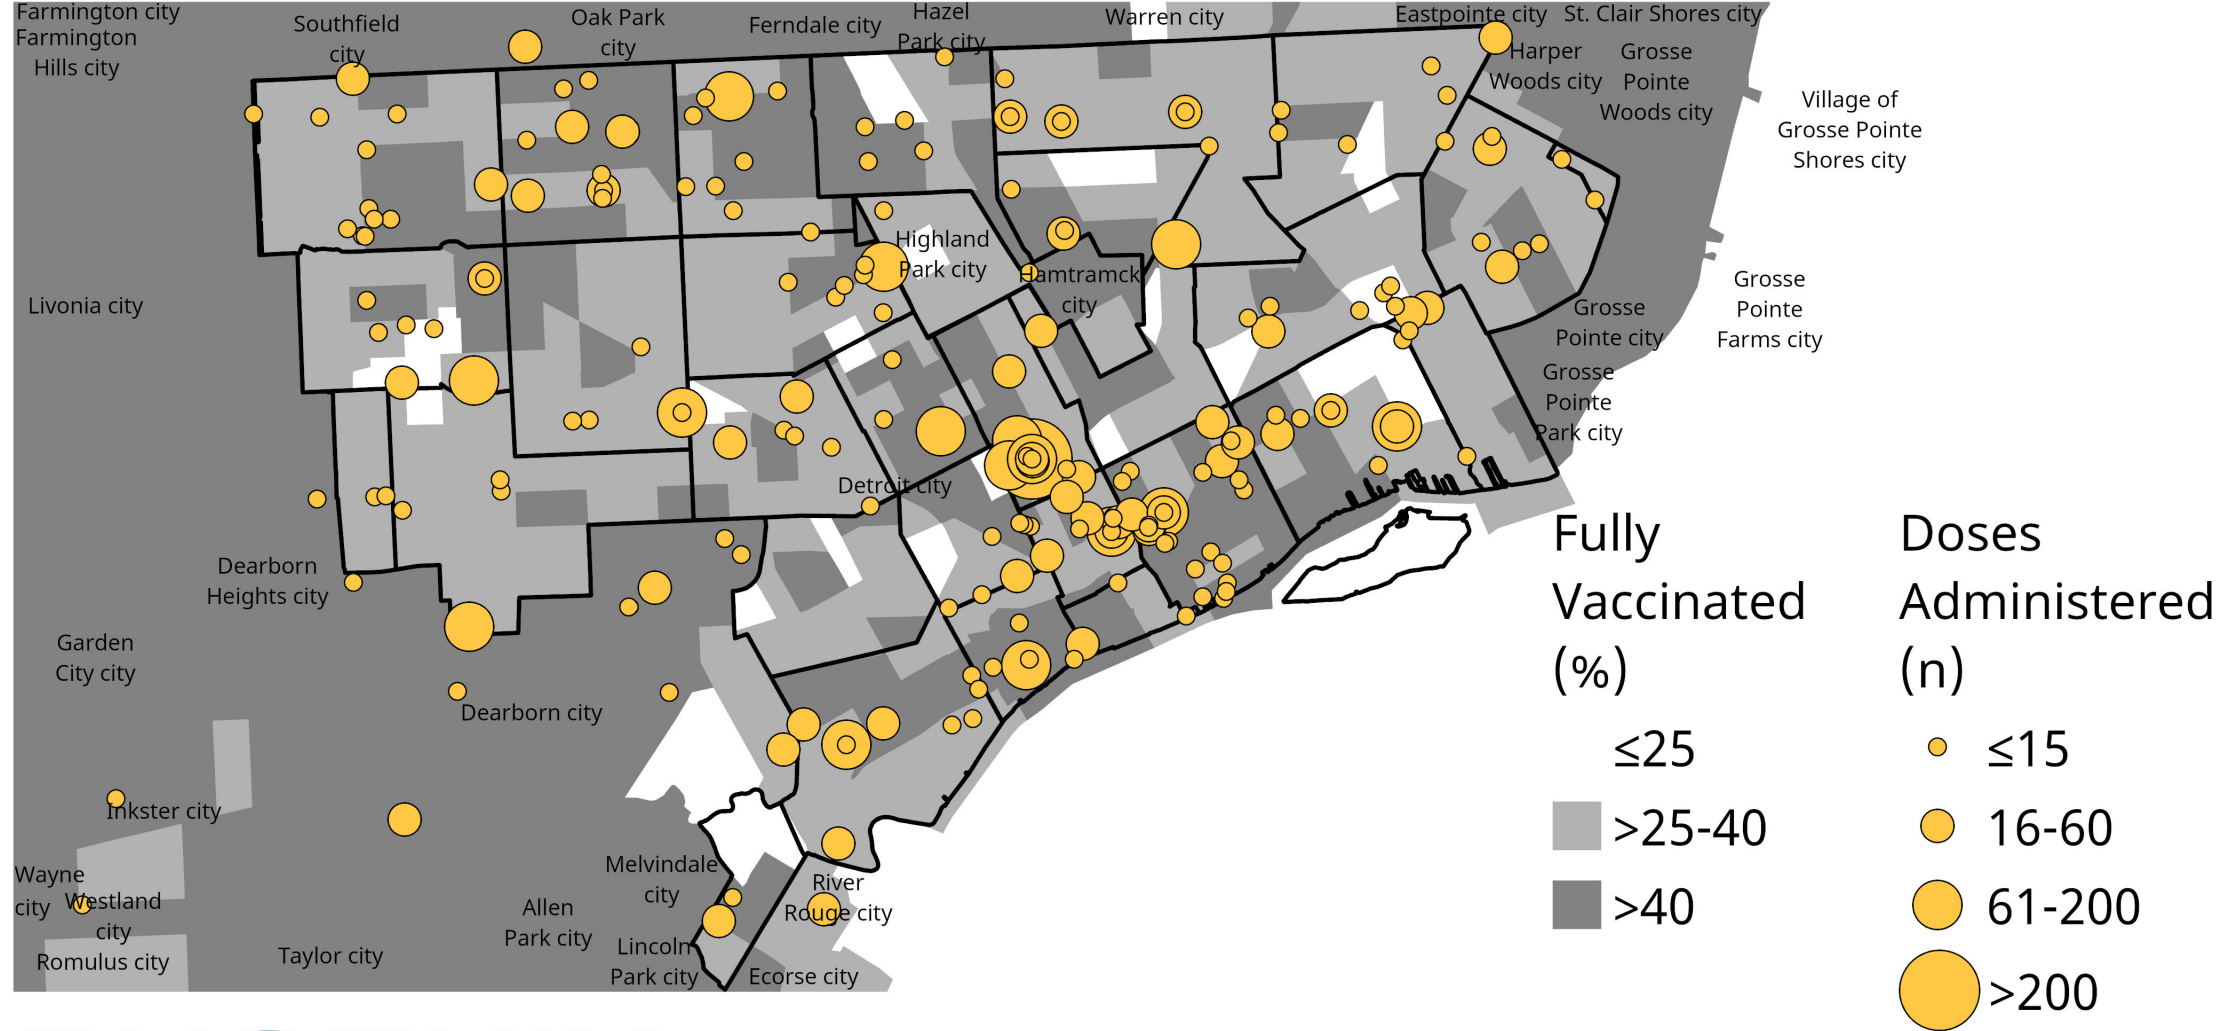 Farmington city
Farmington
Hills city
Southfield
city
Oak Park
city
Ferndale city
Hazel
Park city
Warren city
Eastpointe city
St. Clair Shores city
Harper
Woods city
Grosse
Pointe
Woods city
Village of
Grosse Pointe
Shores city
Highland
Park city
Hamtramck
city
Livonia city
Grosse
Pointe city
Grosse
Pointe
Farms city
Grosse
Pointe
Park city
Detroit city
Dearborn
Heights city
Garden
City city
Dearborn city
Inkster city
Wayne
city
Westland
city
Romulus city
Taylor city
Allen
Park city
Melvindale
city
Lincoln
Park city
River
Rouge city
Ecorse city
Fully
Vaccinated
(%)
≤25
>25-40
>40
Doses
Administered
(n)
≤15
16-60
61-200
>200